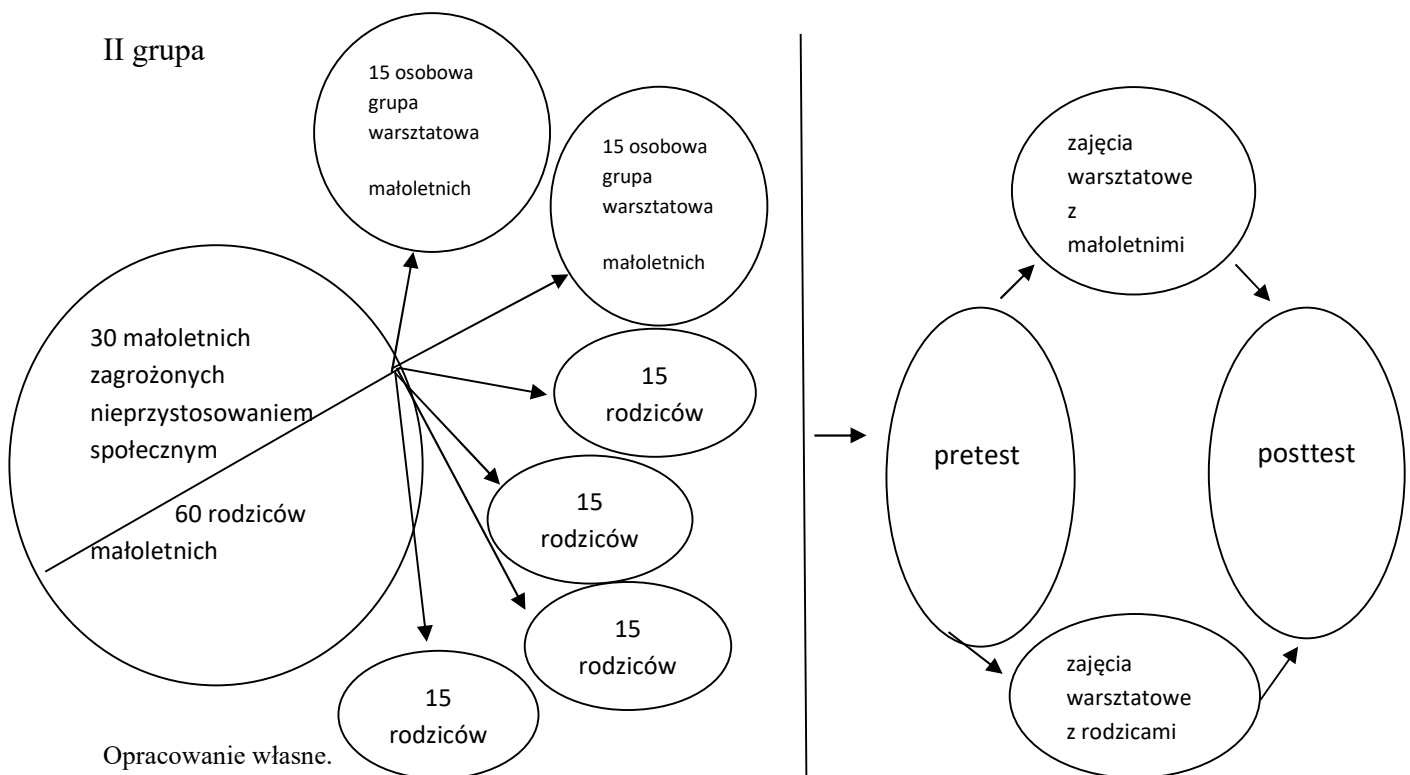 II grupa
15 osobowa
grupa
warsztatowa
małoletnich
15 osobowa
grupa
warsztatowa
małoletnich
30 małoletnich
zagrożonych
nieprzystosowaniem
społecznym
60 rodziców
małoletnich
15
rodziców
15
rodziców
15
rodziców
15
rodziców
Opracowanie własne.
zajęcia
warsztatowe
z
małoletnimi
pretest
posttest
zajęcia
warsztatowe
z rodzicami